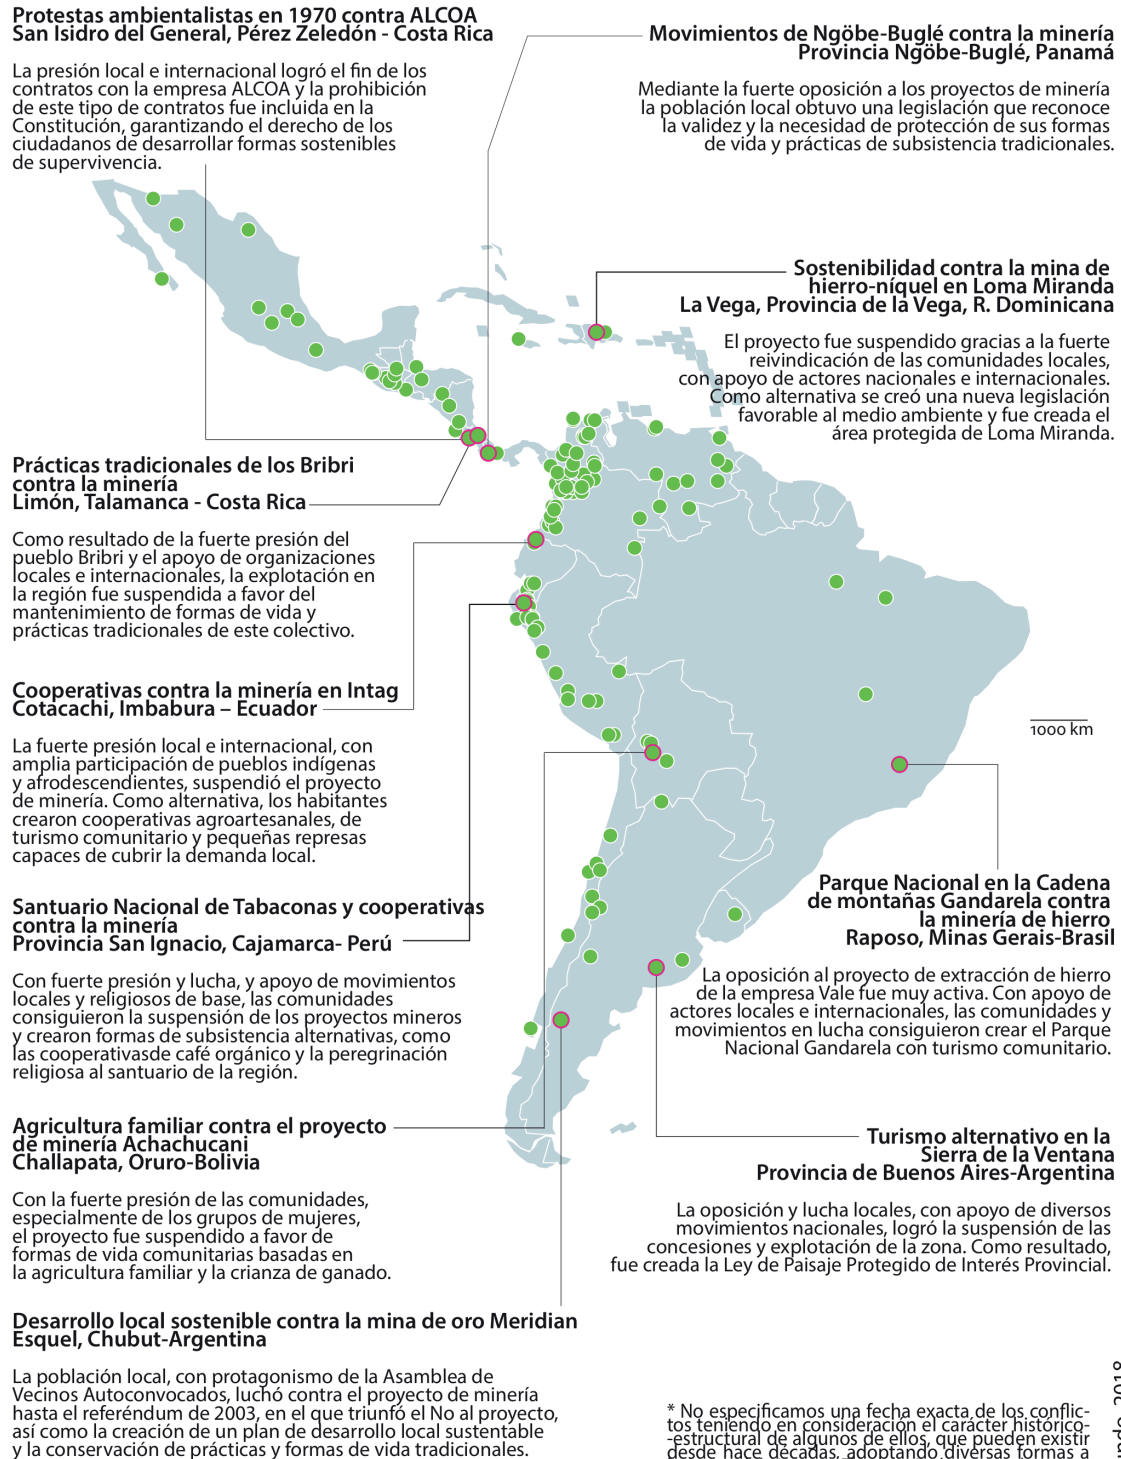 Protestas ambientalistas en 1970 contra ALCOA
San Isidro del General, Pérez Zeledón - Costa Rica
La presión local e internacional logró el fin de los
contratos con la empresa ALCOA y la prohibición
de este tipo de contratos fue incluida en la
Constitución, garantizando el derecho de los
ciudadanos de desarrollar formas sostenibles
de supervivencia.
Movimientos de Ngöbe-Buglé contra la minería
Provincia Ngöbe-Buglé, Panamá
Mediante la fuerte oposición a los proyectos de minería
la población local obtuvo una legislación que reconoce
la validez y la necesidad de protección de sus formas
de vida y prácticas de subsistencia tradicionales.
Sostenibilidad contra la mina de
hierro-níquel en Loma Miranda
La Vega, Provincia de la Vega, R. Dominicana
El proyecto fue suspendido gracias a la fuerte
reivindicación de las comunidades locales,
con apoyo de actores nacionales e internacionales.
Como alternativa se creó una nueva legislación
favorable al medio ambiente y fue creada el
área protegida de Loma Miranda.
Prácticas tradicionales de los Bribri
contra la minería
Limón, Talamanca - Costa Rica
Como resultado de la fuerte presión del
pueblo Bribri y el apoyo de organizaciones
locales e internacionales, la explotación en
la región fue suspendida a favor del
mantenimiento de formas de vida y
prácticas tradicionales de este colectivo.
Cooperativas contra la minería en Intag
Cotacachi, Imbabura – Ecuador
La fuerte presión local e internacional, con
amplia participación de pueblos indígenas
y afrodescendientes, suspendió el proyecto
de minería. Como alternativa, los habitantes
crearon cooperativas agroartesanales, de
turismo comunitario y pequeñas represas
capaces de cubrir la demanda local.
1000 km
Santuario Nacional de Tabaconas y cooperativas
contra la minería
Provincia San Ignacio, Cajamarca- Perú
Con fuerte presión y lucha, y apoyo de movimientos
locales y religiosos de base, las comunidades
consiguieron la suspensión de los proyectos mineros
y crearon formas de subsistencia alternativas, como
las cooperativasde café orgánico y la peregrinación
religiosa al santuario de la región.
Parque Nacional en la Cadena
de montañas Gandarela contra
la minería de hierro
Raposo, Minas Gerais-Brasil
La oposición al proyecto de extracción de hierro
de la empresa Vale fue muy activa. Con apoyo de
actores locales e internacionales, las comunidades y
movimientos en lucha consiguieron crear el Parque
Nacional Gandarela con turismo comunitario.
Agricultura familiar contra el proyecto
de minería Achachucani
Challapata, Oruro-Bolivia
Con la fuerte presión de las comunidades,
especialmente de los grupos de mujeres,
el proyecto fue suspendido a favor de
formas de vida comunitarias basadas en
la agricultura familiar y la crianza de ganado.
Turismo alternativo en la
Sierra de la Ventana
Provincia de Buenos Aires-Argentina
La oposición y lucha locales, con apoyo de diversos
movimientos nacionales, logró la suspensión de las
concesiones y explotación de la zona. Como resultado,
fue creada la Ley de Paisaje Protegido de Interés Provincial.
Desarrollo local sostenible contra la mina de oro Meridian
Esquel, Chubut-Argentina
La población local, con protagonismo de la Asamblea de
Vecinos Autoconvocados, luchó contra el proyecto de minería
hasta el referéndum de 2003, en el que triunfó el No al proyecto,
así como la creación de un plan de desarrollo local sustentable
y la conservación de prácticas y formas de vida tradicionales.
* No especificamos una fecha exacta de los conflic-
tos teniendo en consideración el carácter histórico-
estructural de algunos de ellos, que pueden existir
desde hace décadas, adoptando diversas formas a
2018